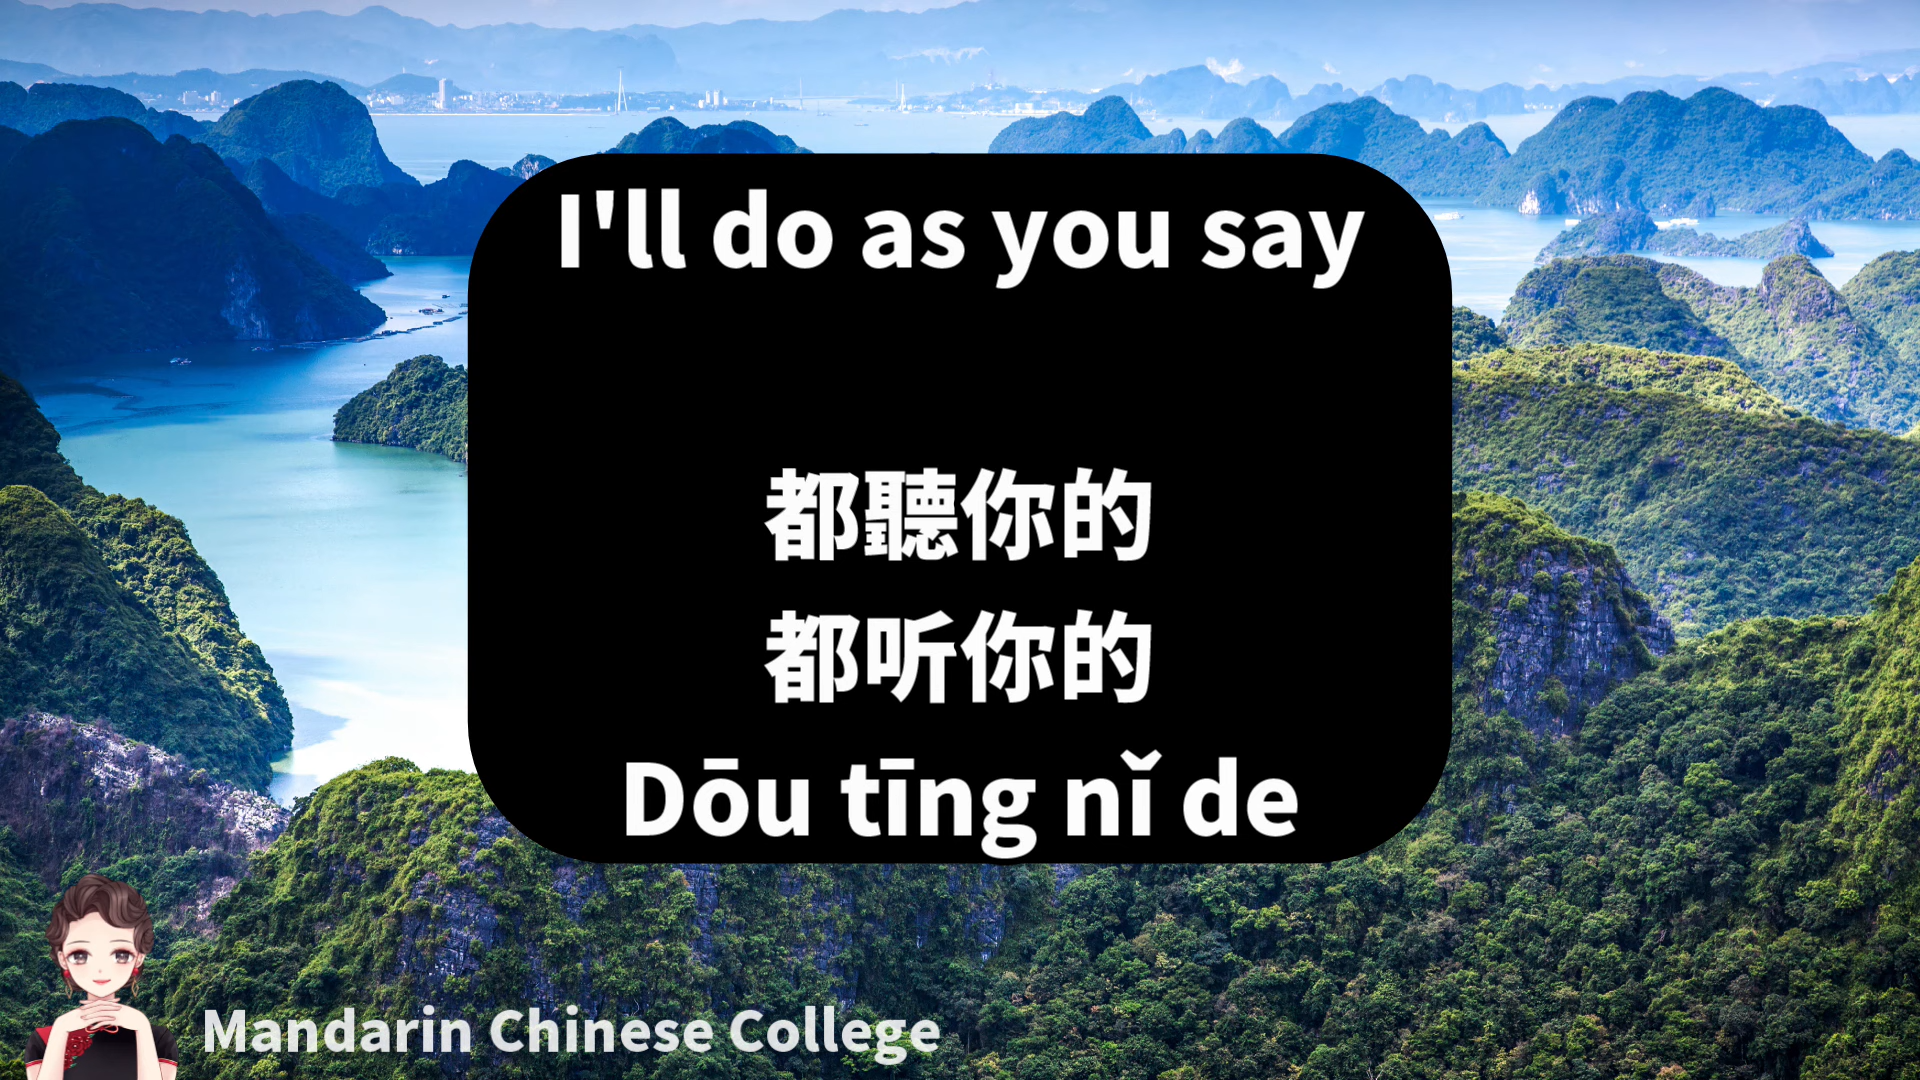 I'll do as you say
都聽你的
都听你的
Dōu tīng nǐ de
Mandarin Chinese College